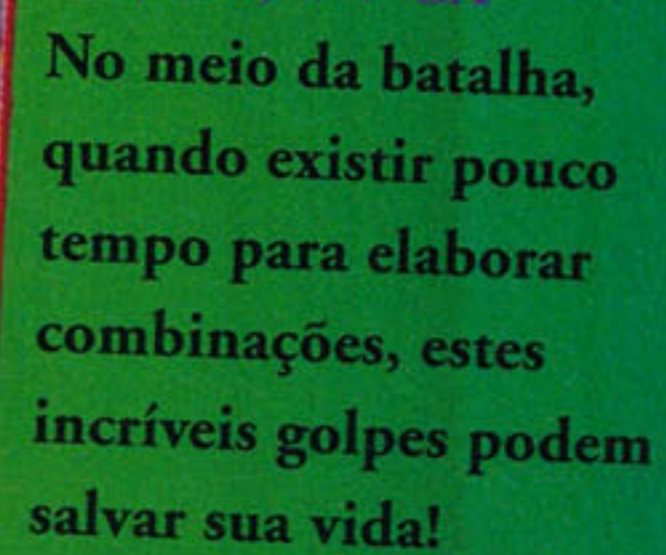 No meio da batalha,
quando existir pouco
tempo para elaborar
combinações, estes
incríveis golpes podem
salvar sua vida!